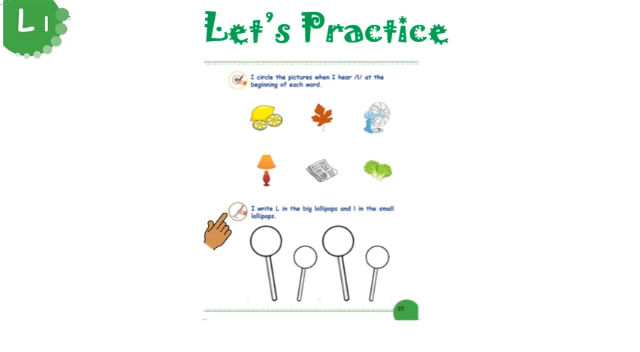 L l
Let's Practice
I circle the pictures when I hear /l/ at the
beginning of each word.
I write L in the big lollipops and l in the small
lollipops.
85